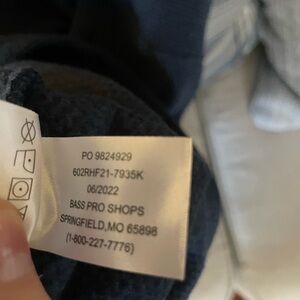 PO 9824929
602RHF21-7935K
06/2022
BASS PRO SHOPS
SPRINGFIELD,MO 65898
(1-800-227-7776)